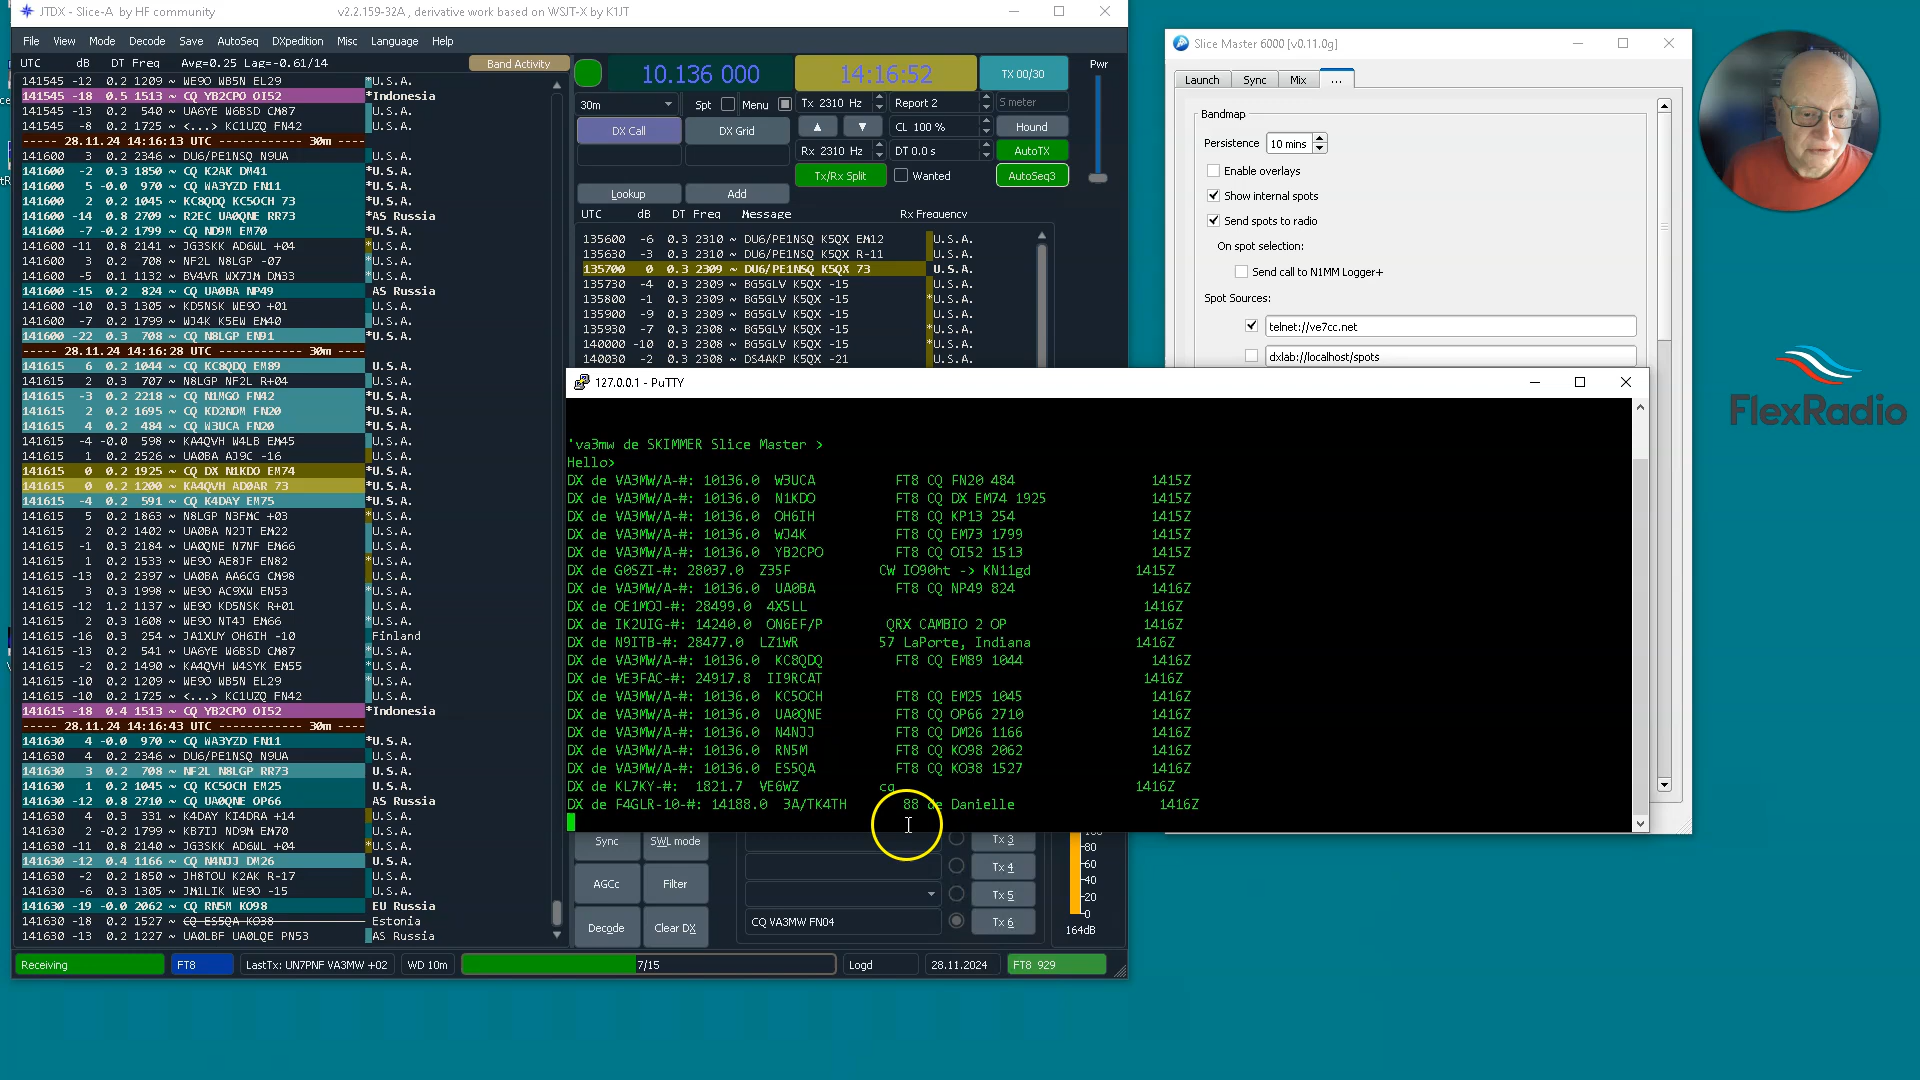 JTDX - Slice-A  by HF community    v2.2.159-32A , derivative work based on WSJT-X by K1JT
File View Mode Decode Save AutoSeq DXpedition Misc Language Help
UTC dB DT Freq Avg=0.25 Lag=-0.61/14 Band Activity
141545 -12 0.2 1209 ~ WE9O WB5N EL29 *U.S.A.
141545 -18 0.5 1513 ~ CQ YB2CPO OI52 *Indonesia
141545 -13 0.2 540 ~ UA6YE W6BSD CM87 U.S.A.
141545 -8 0.2 1725 ~ <...> KC1UZQ FN42 U.S.A.
----- 28.11.24 14:16:13 UTC ------------ 30m ----
141600 3 0.2 2346 ~ DU6/PE1NSQ N9UA U.S.A.
141600 -2 0.3 1850 ~ CQ K2AK DM41 *U.S.A.
141600 5 -0.0 970 ~ CQ WA3YZD FN11 *U.S.A.
141600 2 0.2 1045 ~ KC8QDQ KC5OCH 73 *U.S.A.
141600 -14 0.8 2709 ~ R2EC UA0QNE RR73 *AS Russia
141600 -7 -0.2 1799 ~ CQ ND9M EM70 *U.S.A.
141600 -11 0.8 2141 ~ JG3SKK AD6WL +04 *U.S.A.
141600 3 0.2 708 ~ NF2L N8LGP -07 *U.S.A.
141600 -5 0.1 1132 ~ BV4VR WX7JM DM33 *U.S.A.
141600 -15 0.2 824 ~ CQ UA0BA NP49 AS Russia
141600 -10 0.3 1305 ~ KD5NSK WE9O +01 U.S.A.
141600 -7 0.2 1799 ~ WJ4K K5EW EM40 *U.S.A.
141600 -22 0.3 708 ~ CQ N8LGP EN91 *U.S.A.
----- 28.11.24 14:16:28 UTC ------------ 30m ----
141615 6 0.2 1044 ~ CQ KC8QDQ EM89 U.S.A.
141615 2 0.3 707 ~ N8LGP NF2L R+04 U.S.A.
141615 -3 0.2 2218 ~ CQ N1MGO FN42 *U.S.A.
141615 2 0.2 1695 ~ CQ KD2NOM FN20 *U.S.A.
141615 4 0.2 484 ~ CQ W3UCA FN20 *U.S.A.
141615 -4 -0.0 598 ~ KA4QVH W4LB EM45 *U.S.A.
141615 1 0.2 2526 ~ UA0BA AJ9C -16 U.S.A.
141615 0 0.2 1925 ~ CQ DX N1KDO EM74 *U.S.A.
141615 0 0.2 1200 ~ KA4QVH AD0AR 73 *U.S.A.
141615 -4 0.2 591 ~ CQ K4DAY EM75 *U.S.A.
141615 5 0.2 1863 ~ N8LGP N3FMC +03 *U.S.A.
141615 2 0.2 1402 ~ UA0BA N2JT EM22 U.S.A.
141615 -1 0.3 2184 ~ UA0QNE N7NF EM66 U.S.A.
141615 1 0.2 1533 ~ WE9O AE8JF EN82 *U.S.A.
141615 -13 0.2 2397 ~ UA0BA AA6CG CM98 *U.S.A.
141615 3 0.3 1998 ~ WE9O AC9XW EN53 *U.S.A.
141615 -12 1.2 1137 ~ WE9O KD5NSK R+01 U.S.A.
141615 2 0.3 1608 ~ WE9O NT4J EM66 *U.S.A.
141615 -16 0.3 254 ~ JA1XUY OH6IH -10 Finland
141615 -13 0.2 541 ~ UA6YE W6BSD CM87 U.S.A.
141615 -2 0.2 1490 ~ KA4QVH W4SYK EM55 *U.S.A.
141615 -10 0.2 1209 ~ WE9O WB5N EL29 *U.S.A.
141615 -10 0.2 1725 ~ <...> KC1UZQ FN42 U.S.A.
141615 -18 0.4 1513 ~ CQ YB2CPO OI52 *Indonesia
----- 28.11.24 14:16:43 UTC ------------ 30m ----
141630 4 -0.0 970 ~ CQ WA3YZD FN11 *U.S.A.
141630 4 0.2 2346 ~ DU6/PE1NSQ N9UA U.S.A.
141630 3 0.2 708 ~ NF2L N8LGP RR73 U.S.A.
141630 1 0.2 1045 ~ CQ KC5OCH EM25 U.S.A.
141630 -12 0.8 2710 ~ CQ UA0QNE OP66 AS Russia
141630 4 0.3 331 ~ K4DAY KI4DRA +14 U.S.A.
141630 2 -0.2 1799 ~ KB7IJ ND9M EM70 U.S.A.
141630 -11 0.8 2140 ~ JG3SKK AD6WL +04 *U.S.A.
141630 -12 0.4 1166 ~ CQ N4NJJ DM26 U.S.A.
141630 -2 0.2 1850 ~ JH8TOU K2AK R-17 U.S.A.
141630 -6 0.3 1305 ~ JM1LIK WE9O -15 U.S.A.
141630 -19 -0.0 2062 ~ CQ RN5M KO98 EU Russia
141630 -18 0.2 1527 ~ CQ ES5QA KO38 Estonia
141630 -13 0.2 1227 ~ UA0LBF UA0LQE PN53 AS Russia
10.136 000 14:16:52 TX 00/30 Pwr
30m Spt Menu Tx 2310 Hz Report 2 S meter
DX Call DX Grid CL 100 % Hound
Rx 2310 Hz DT 0.0 s AutoTX
Tx/Rx Split Wanted AutoSeq3
Lookup Add
UTC dB DT Freq Message Rx Frequency
135600 -6 0.3 2310 ~ DU6/PE1NSQ K5QX EM12 U.S.A.
135630 -3 0.3 2310 ~ DU6/PE1NSQ K5QX R-11 U.S.A.
135700 0 0.3 2309 ~ DU6/PE1NSQ K5QX 73 U.S.A.
135730 -4 0.3 2309 ~ BG5GLV K5QX -15 U.S.A.
135800 -1 0.3 2309 ~ BG5GLV K5QX -15 *U.S.A.
135900 -9 0.3 2309 ~ BG5GLV K5QX -15 U.S.A.
135930 -7 0.3 2308 ~ BG5GLV K5QX -15 *U.S.A.
140000 -10 0.3 2308 ~ BG5GLV K5QX -15 *U.S.A.
140030 -2 0.3 2308 ~ DS4AKP K5QX -21 U.S.A.
127.0.0.1 - PuTTY
'va3mw de SKIMMER Slice Master >
Hello>
DX de VA3MW/A-#: 10136.0 W3UCA FT8 CQ FN20 484 1415Z
DX de VA3MW/A-#: 10136.0 N1KDO FT8 CQ DX EM74 1925 1415Z
DX de VA3MW/A-#: 10136.0 OH6IH FT8 CQ KP13 254 1415Z
DX de VA3MW/A-#: 10136.0 WJ4K FT8 CQ EM73 1799 1415Z
DX de VA3MW/A-#: 10136.0 YB2CPO FT8 CQ OI52 1513 1415Z
DX de G0SZI-#: 28037.0 Z35F CW IO90ht -> KN11gd 1415Z
DX de VA3MW/A-#: 10136.0 UA0BA FT8 CQ NP49 824 1416Z
DX de OE1MOJ-#: 28499.0 4X5LL 1416Z
DX de IK2UIG-#: 14240.0 ON6EF/P QRX CAMBIO 2 OP 1416Z
DX de N9ITB-#: 28477.0 LZ1WR 57 LaPorte, Indiana 1416Z
DX de VA3MW/A-#: 10136.0 KC8QDQ FT8 CQ EM89 1044 1416Z
DX de VE3FAC-#: 24917.8 II9RCAT 1416Z
DX de VA3MW/A-#: 10136.0 KC5OCH FT8 CQ EM25 1045 1416Z
DX de VA3MW/A-#: 10136.0 UA0QNE FT8 CQ OP66 2710 1416Z
DX de VA3MW/A-#: 10136.0 N4NJJ FT8 CQ DM26 1166 1416Z
DX de VA3MW/A-#: 10136.0 RN5M FT8 CQ KO98 2062 1416Z
DX de VA3MW/A-#: 10136.0 ES5QA FT8 CQ KO38 1527 1416Z
DX de KL7KY-#: 1821.7 VE6WZ cq 1416Z
DX de F4GLR-10-#: 14188.0 3A/TK4TH 88 de Danielle 1416Z
Sync SWL mode Tx 3
AGCc Filter Tx 4
Tx 5
Decode Clear DX CQ VA3MW FN04 Tx 6
-80
-60
-40
-20
-0
164dB
Receiving FT8 LastTx: UN7PNF VA3MW +02 WD 10m 7/15 Logd 28.11.2024 FT8 929
Slice Master 6000 [v0.11.0g]
Launch Sync Mix ...
Bandmap
Persistence 10 mins
Enable overlays
Show internal spots
Send spots to radio
On spot selection:
Send call to N1MM Logger+
Spot Sources:
telnet://ve7cc.net
dxlab://localhost/spots
FlexRadio